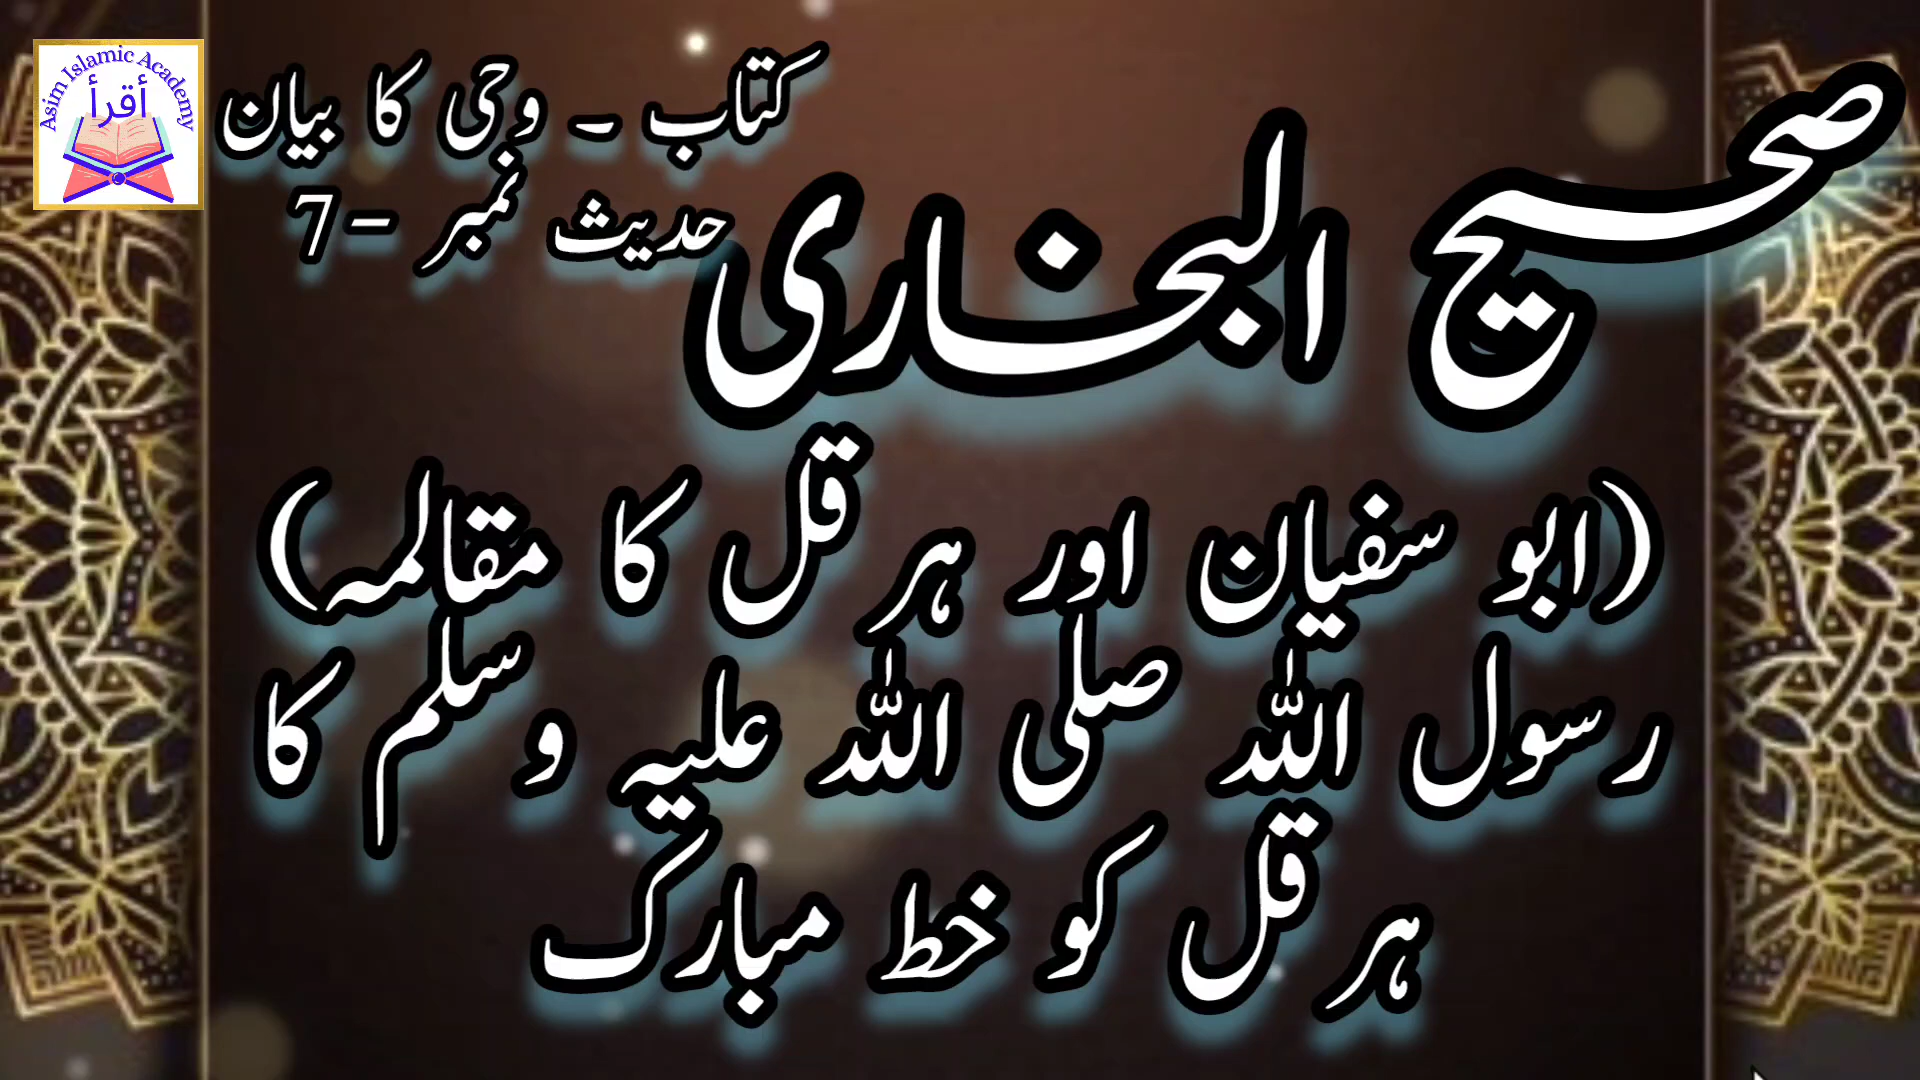 Asim Islamic Academy
أقرأ
کتاب ۔ وحی کا بیان
حدیث نمبر -7
صحیح البخاری
(ابو سفیان اور ہرقل کا مقالمہ)
رسول اللہ صلی اللہ علیہ وسلم کا
ہرقل کو خط مبارک